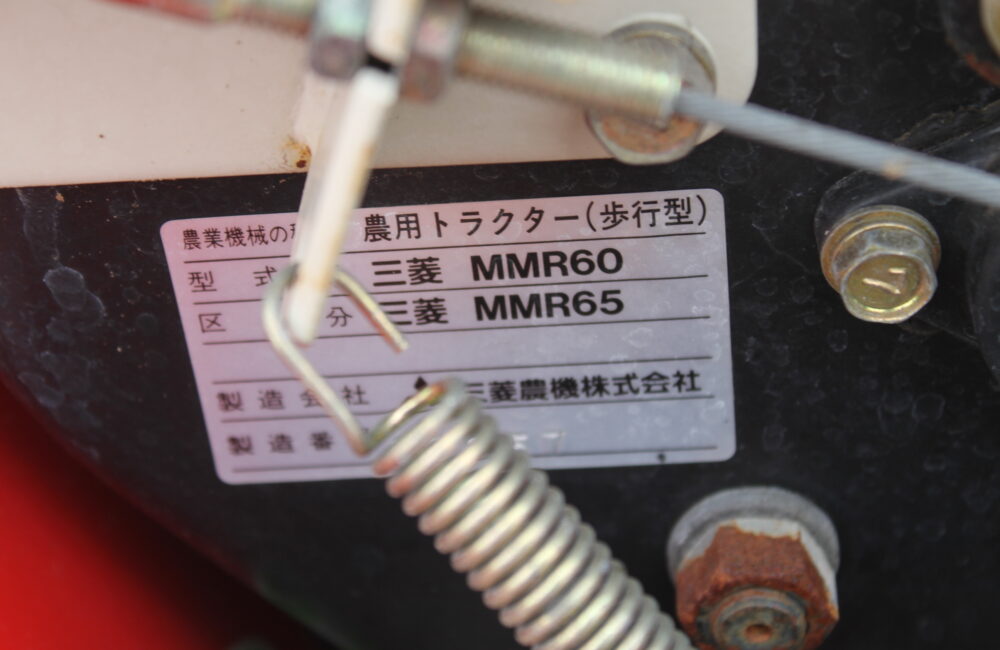 農業機械の 農用トラクター(歩行型)
型式 三菱 MMR60
区分 三菱 MMR65
製造会社 三菱農機株式会社
製造番